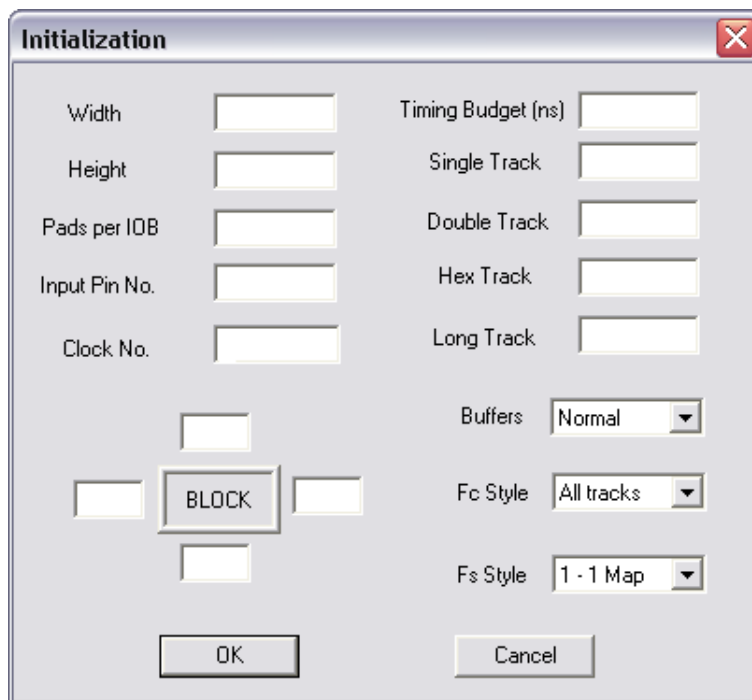 Initialization
Width
Timing Budget (ns)
Height
Single Track
Pads per IOB
Double Track
Input Pin No.
Hex Track
Clock No.
Long Track
Buffers
Normal
BLOCK
Fc Style
All tracks
Fs Style
1 - 1 Map
OK
Cancel